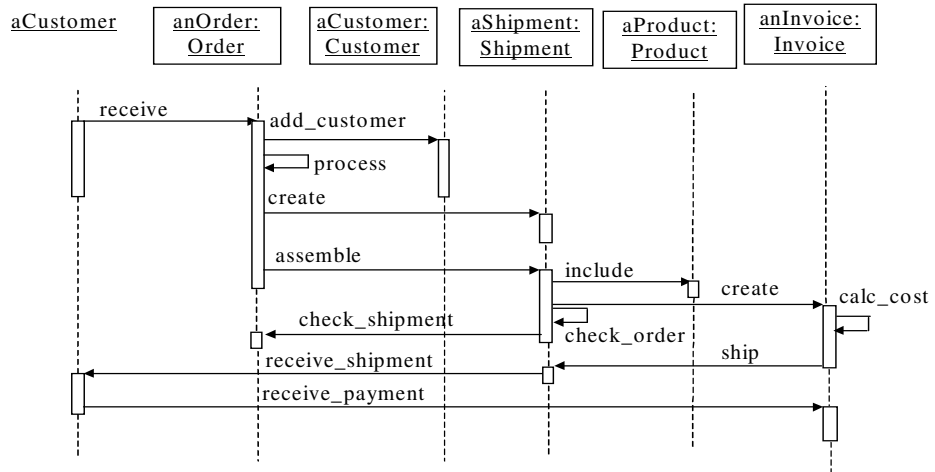 aCustomer
anOrder:
Order
aCustomer:
Customer
aShipment:
Shipment
aProduct:
Product
anInvoice:
Invoice
receive
add_customer
process
create
assemble
include
create
calc_cost
check_shipment
check_order
ship
receive_shipment
receive_payment